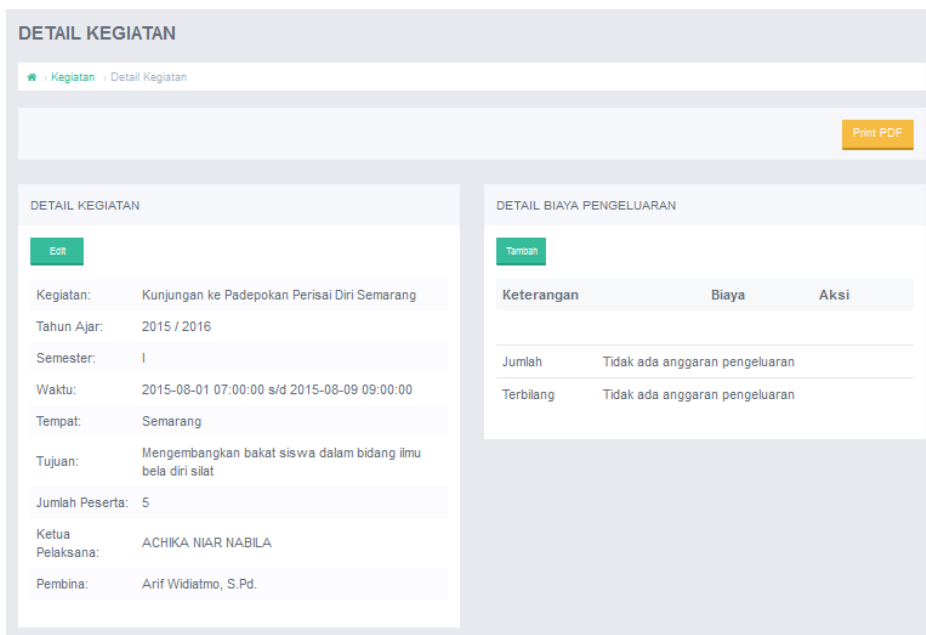 DETAIL KEGIATAN
Kegiatan › Detail Kegiatan
Print PDF
DETAIL KEGIATAN
Edit
Kegiatan: Kunjungan ke Padepokan Perisai Diri Semarang
Tahun Ajar: 2015 / 2016
Semester: I
Waktu: 2015-08-01 07:00:00 s/d 2015-08-09 09:00:00
Tempat: Semarang
Tujuan: Mengembangkan bakat siswa dalam bidang ilmu
bela diri silat
Jumlah Peserta: 5
Ketua
Pelaksana: ACHIKA NIAR NABILA
Pembina: Arif Widiatmo, S.Pd.
DETAIL BIAYA PENGELUARAN
Tambah
Keterangan Biaya Aksi
Jumlah Tidak ada anggaran pengeluaran
Terbilang Tidak ada anggaran pengeluaran